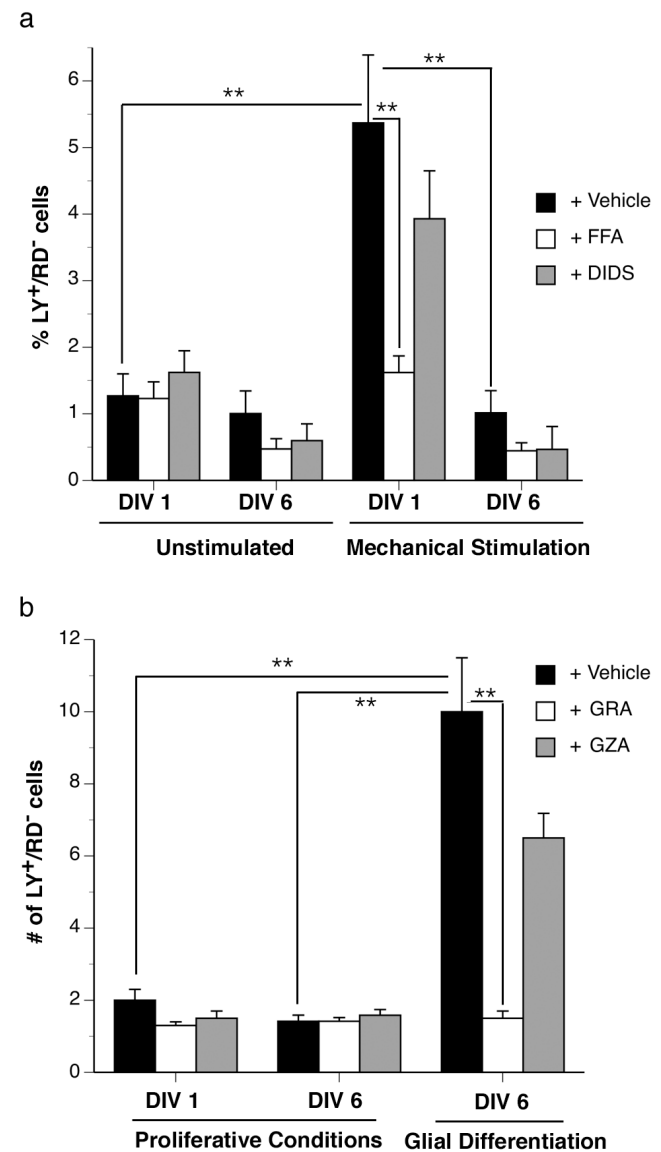 a
% LY+/RD- cells
6
5
4
3
2
1
0
**
**
**
+ Vehicle
+ FFA
+ DIDS
DIV 1
DIV 6
DIV 1
DIV 6
Unstimulated
Mechanical Stimulation
b
# of LY+/RD- cells
12
10
8
6
4
2
0
**
**
**
+ Vehicle
+ GRA
+ GZA
DIV 1
DIV 6
DIV 6
Proliferative Conditions
Glial Differentiation